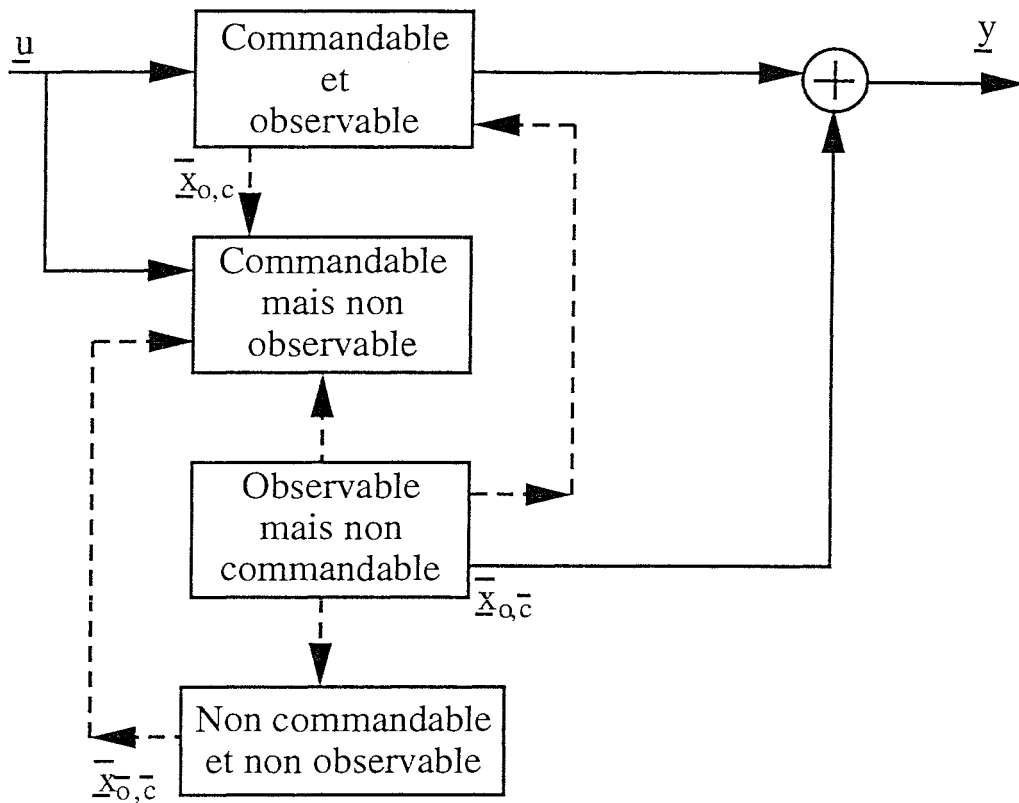 u
y
Commandable
et
observable
x̄o,c
Commandable
mais non
observable
Observable
mais non
commandable
x̄o,c̄
Non commandable
et non observable
x̄ō,c̄